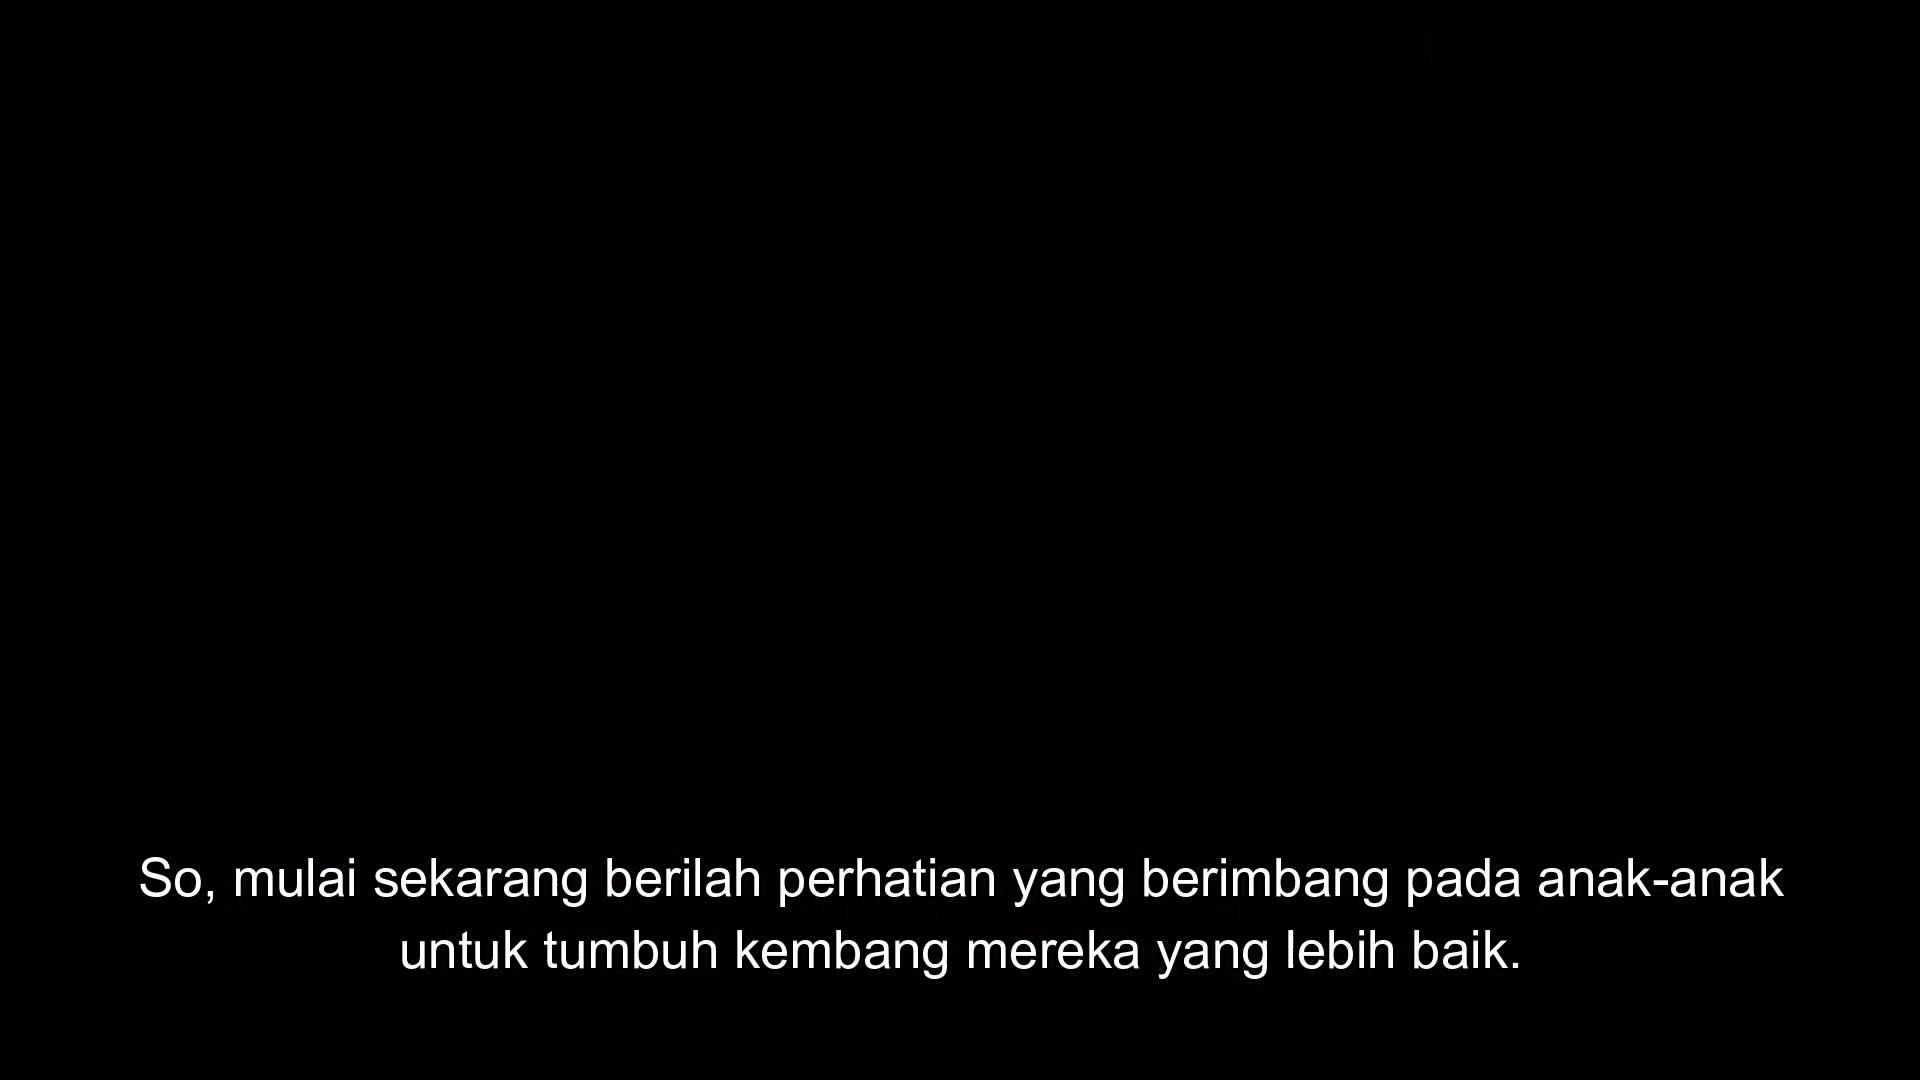 So, mulai sekarang berilah perhatian yang berimbang pada anak-anak
untuk tumbuh kembang mereka yang lebih baik.